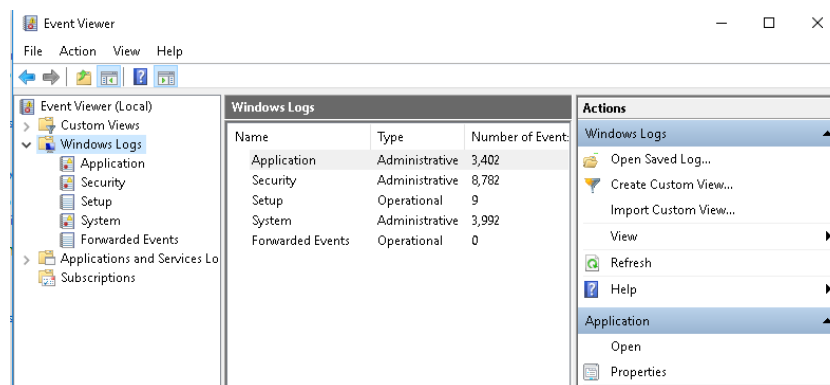 Event Viewer
File Action View Help
Event Viewer (Local)
Custom Views
Windows Logs
Application
Security
Setup
System
Forwarded Events
Applications and Services Lo
Subscriptions
Windows Logs
Name Type Number of Event:
Application Administrative 3,402
Security Administrative 8,782
Setup Operational 9
System Administrative 3,992
Forwarded Events Operational 0
Actions
Windows Logs
Open Saved Log...
Create Custom View...
Import Custom View...
View
Refresh
Help
Application
Open
Properties